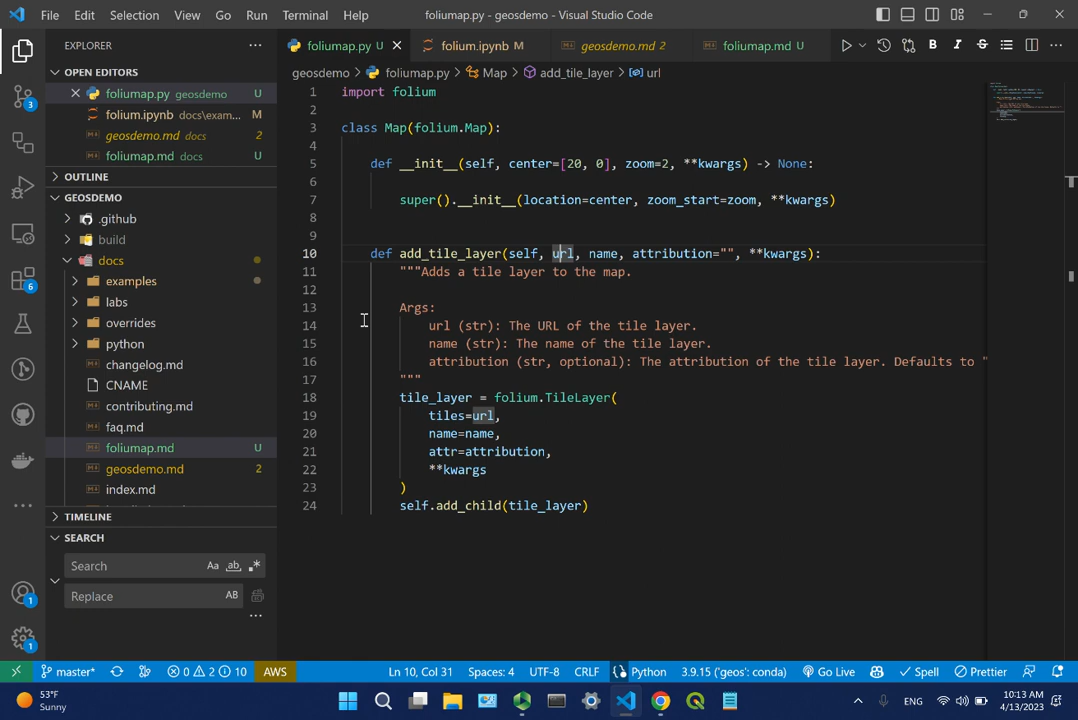 File Edit Selection View Go Run Terminal Help foliumap.py - geosdemo - Visual Studio Code
EXPLORER
foliumap.py U
folium.ipynb M
geosdemo.md 2
foliumap.md U
OPEN EDITORS
foliumap.py geosdemo U
folium.ipynb docs\exam... M
geosdemo.md docs 2
foliumap.md docs U
OUTLINE
GEOSDEMO
.github
build
docs
examples
labs
overrides
python
changelog.md
CNAME
contributing.md
faq.md
foliumap.md U
geosdemo.md 2
index.md
TIMELINE
SEARCH
Search Aa ab
Replace AB
geosdemo > foliumap.py > Map > add_tile_layer > url
1 import folium
2
3 class Map(folium.Map):
4
5 def __init__(self, center=[20, 0], zoom=2, **kwargs) -> None:
6
7 super().__init__(location=center, zoom_start=zoom, **kwargs)
8
9
10 def add_tile_layer(self, url, name, attribution="", **kwargs):
11 """Adds a tile layer to the map.
12
13 Args:
14 url (str): The URL of the tile layer.
15 name (str): The name of the tile layer.
16 attribution (str, optional): The attribution of the tile layer. Defaults to "
17 """
18 tile_layer = folium.TileLayer(
19 tiles=url,
20 name=name,
21 attr=attribution,
22 **kwargs
23 )
24 self.add_child(tile_layer)
3
6
1
1
master* 0 2 10 AWS Ln 10, Col 31 Spaces: 4 UTF-8 CRLF Python 3.9.15 ('geos': conda) Go Live Spell Prettier
53°F
Sunny
ENG
10:13 AM
4/13/2023